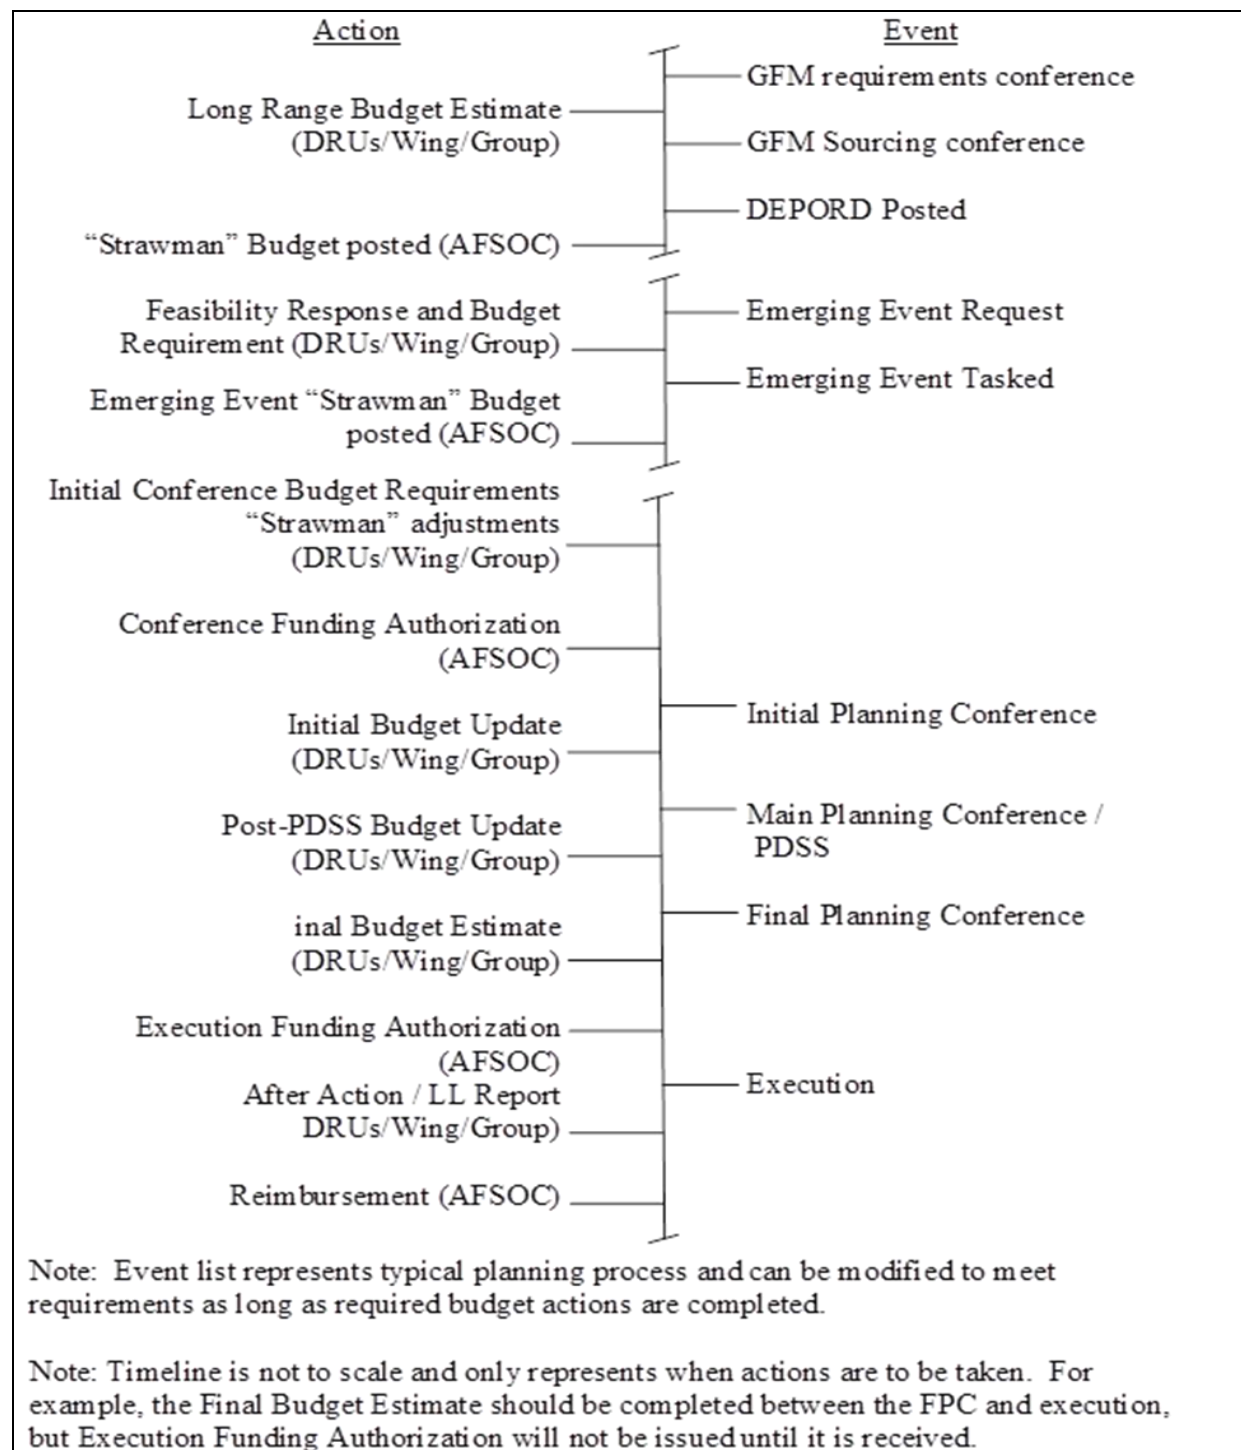 Action
Event
GFM requirements conference
Long Range Budget Estimate
(DRUs/Wing/Group)
GFM Sourcing conference
DEPORD Posted
“Strawman” Budget posted (AFSOC)
Feasibility Response and Budget
Requirement (DRUs/Wing/Group)
Emerging Event Request
Emerging Event Tasked
Emerging Event “Strawman” Budget
posted (AFSOC)
Initial Conference Budget Requirements
“Strawman” adjustments
(DRUs/Wing/Group)
Conference Funding Authorization
(AFSOC)
Initial Planning Conference
Initial Budget Update
(DRUs/Wing/Group)
Main Planning Conference /
PDSS
Post-PDSS Budget Update
(DRUs/Wing/Group)
Final Planning Conference
inal Budget Estimate
(DRUs/Wing/Group)
Execution Funding Authorization
(AFSOC)
Execution
After Action / LL Report
DRUs/Wing/Group)
Reimbursement (AFSOC)
Note: Event list represents typical planning process and can be modified to meet
requirements as long as required budget actions are completed.
Note: Timeline is not to scale and only represents when actions are to be taken. For
example, the Final Budget Estimate should be completed between the FPC and execution,
but Execution Funding Authorization will not be issued until it is received.